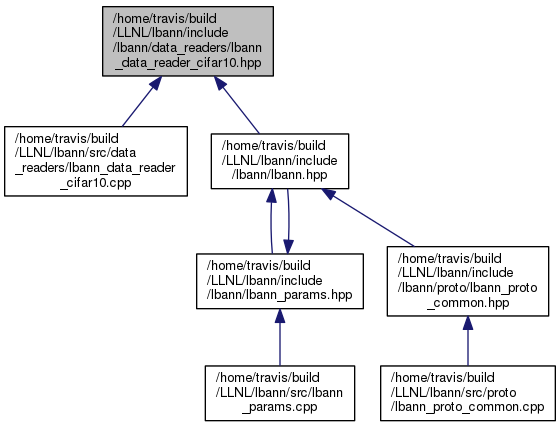 /home/travis/build
/LLNL/lbann/include
/lbann/data_readers/lbann
_data_reader_cifar10.hpp
/home/travis/build
/LLNL/lbann/src/data
_readers/lbann_data_reader
_cifar10.cpp
/home/travis/build
/LLNL/lbann/include
/lbann/lbann.hpp
/home/travis/build
/LLNL/lbann/include
/lbann/lbann_params.hpp
/home/travis/build
/LLNL/lbann/include
/lbann/proto/lbann_proto
_common.hpp
/home/travis/build
/LLNL/lbann/src/lbann
_params.cpp
/home/travis/build
/LLNL/lbann/src/proto
/lbann_proto_common.cpp